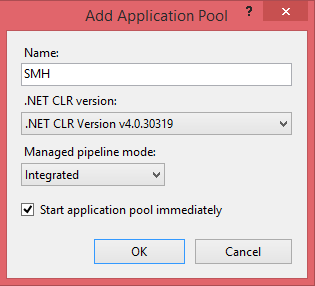 Add Application Pool
?
Name:
SMH
.NET CLR version:
.NET CLR Version v4.0.30319
Managed pipeline mode:
Integrated
Start application pool immediately
OK Cancel